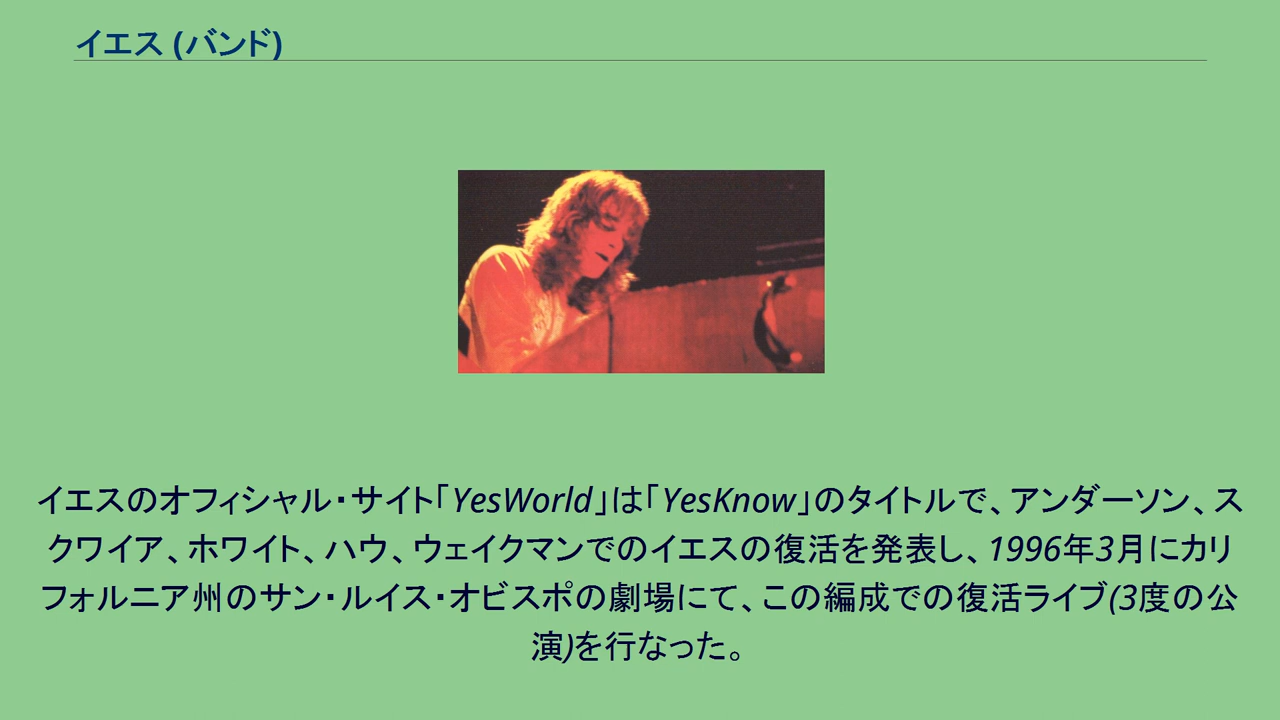 イエス (バンド)
イエスのオフィシャル・サイト「YesWorld」は「YesKnow」のタイトルで、アンダーソン、ス
クワイア、ホワイト、ハウ、ウェイクマンでのイエスの復活を発表し、1996年3月にカリ
フォルニア州のサン・ルイス・オビスポの劇場にて、この編成での復活ライブ(3度の公
演)を行なった。